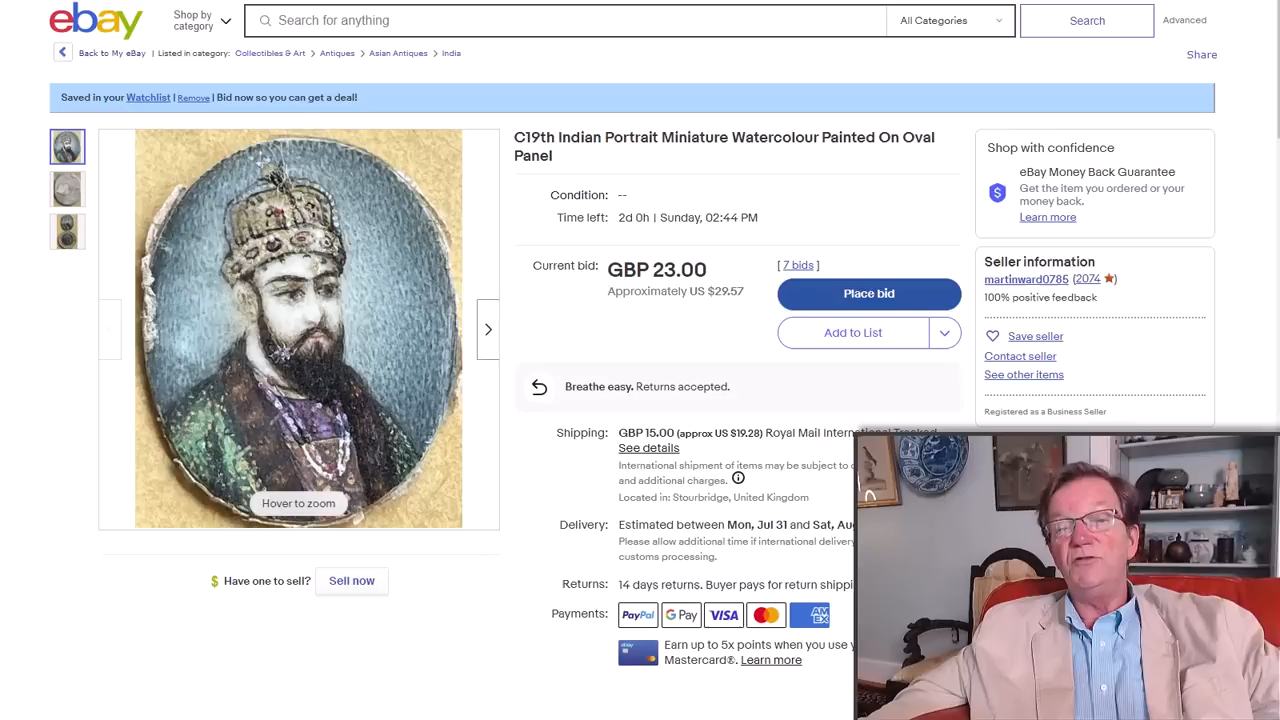 ebay
Shop by category
Search for anything
All Categories
Search
Advanced
Back to My eBay | Listed in category: Collectibles & Art > Antiques > Asian Antiques > India
Share
Saved in your Watchlist | Remove | Bid now so you can get a deal!
C19th Indian Portrait Miniature Watercolour Painted On Oval
Panel
Condition: --
Time left: 2d 0h | Sunday, 02:44 PM
Current bid: GBP 23.00 [ 7 bids ]
Approximately US $29.57
Place bid
Add to List
Breathe easy. Returns accepted.
Shipping: GBP 15.00 (approx US $19.28) Royal Mail International Tracked
See details
International shipment of items may be subject to
and additional charges.
Located in: Stourbridge, United Kingdom
Delivery: Estimated between Mon, Jul 31 and Sat,
Please allow additional time if international delivery
customs processing.
Returns: 14 days returns. Buyer pays for return
Payments: PayPal G Pay VISA AM EX
ebay
Earn up to 5x points when you use
Mastercard®. Learn more
Hover to zoom
Have one to sell? Sell now
Shop with confidence
eBay Money Back Guarantee
Get the item you ordered or your
money back.
Learn more
Seller information
martinward0785 (2074 )
100% positive feedback
Save seller
Contact seller
See other items
Registered as a Business Seller